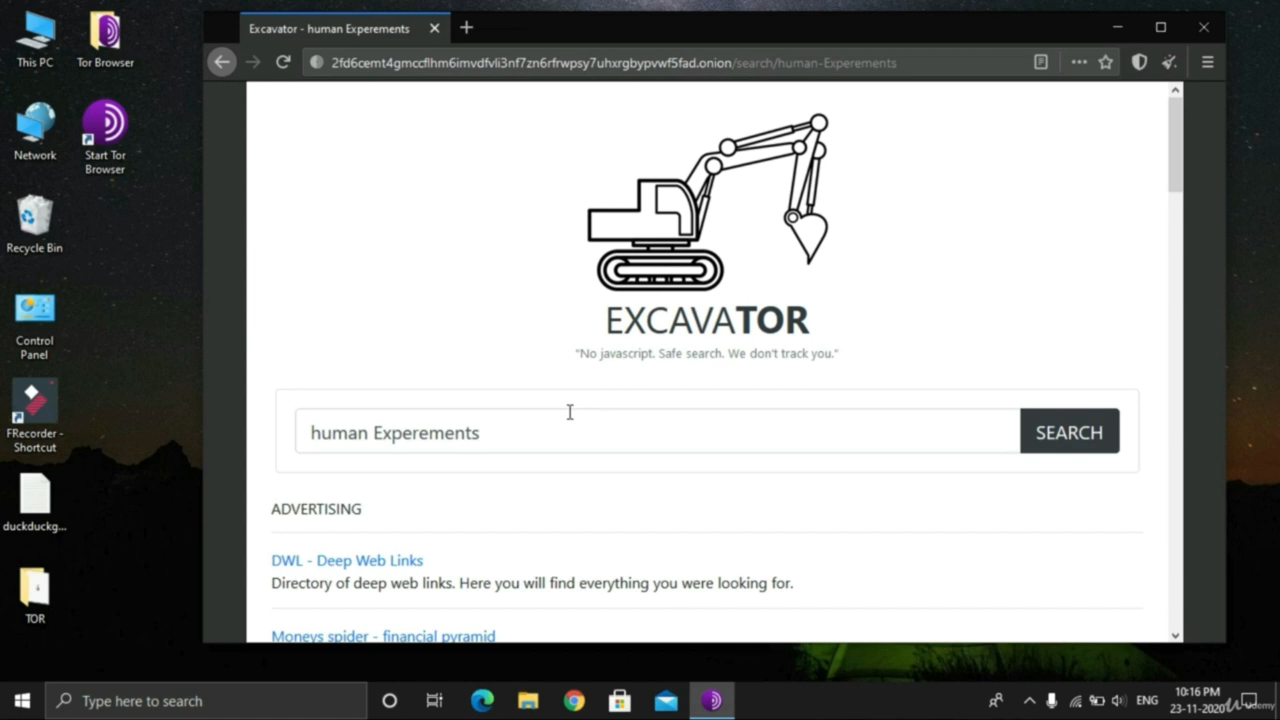 This PC
Tor Browser
Network
Start Tor
Browser
Recycle Bin
Control
Panel
FRecorder -
Shortcut
duckduckg...
TOR
Excavator - human Experements
2fd6cemt4gmccflhm6imvdfvli3nf7zn6rfrwpsy7uhxrgbypvwf5fad.onion/search/human-Experements
EXCAVATOR
"No javascript. Safe search. We don't track you."
human Experements
SEARCH
ADVERTISING
DWL - Deep Web Links
Directory of deep web links. Here you will find everything you were looking for.
Moneys spider - financial pyramid
Type here to search
ENG
10:16 PM
23-11-2020
Udemy